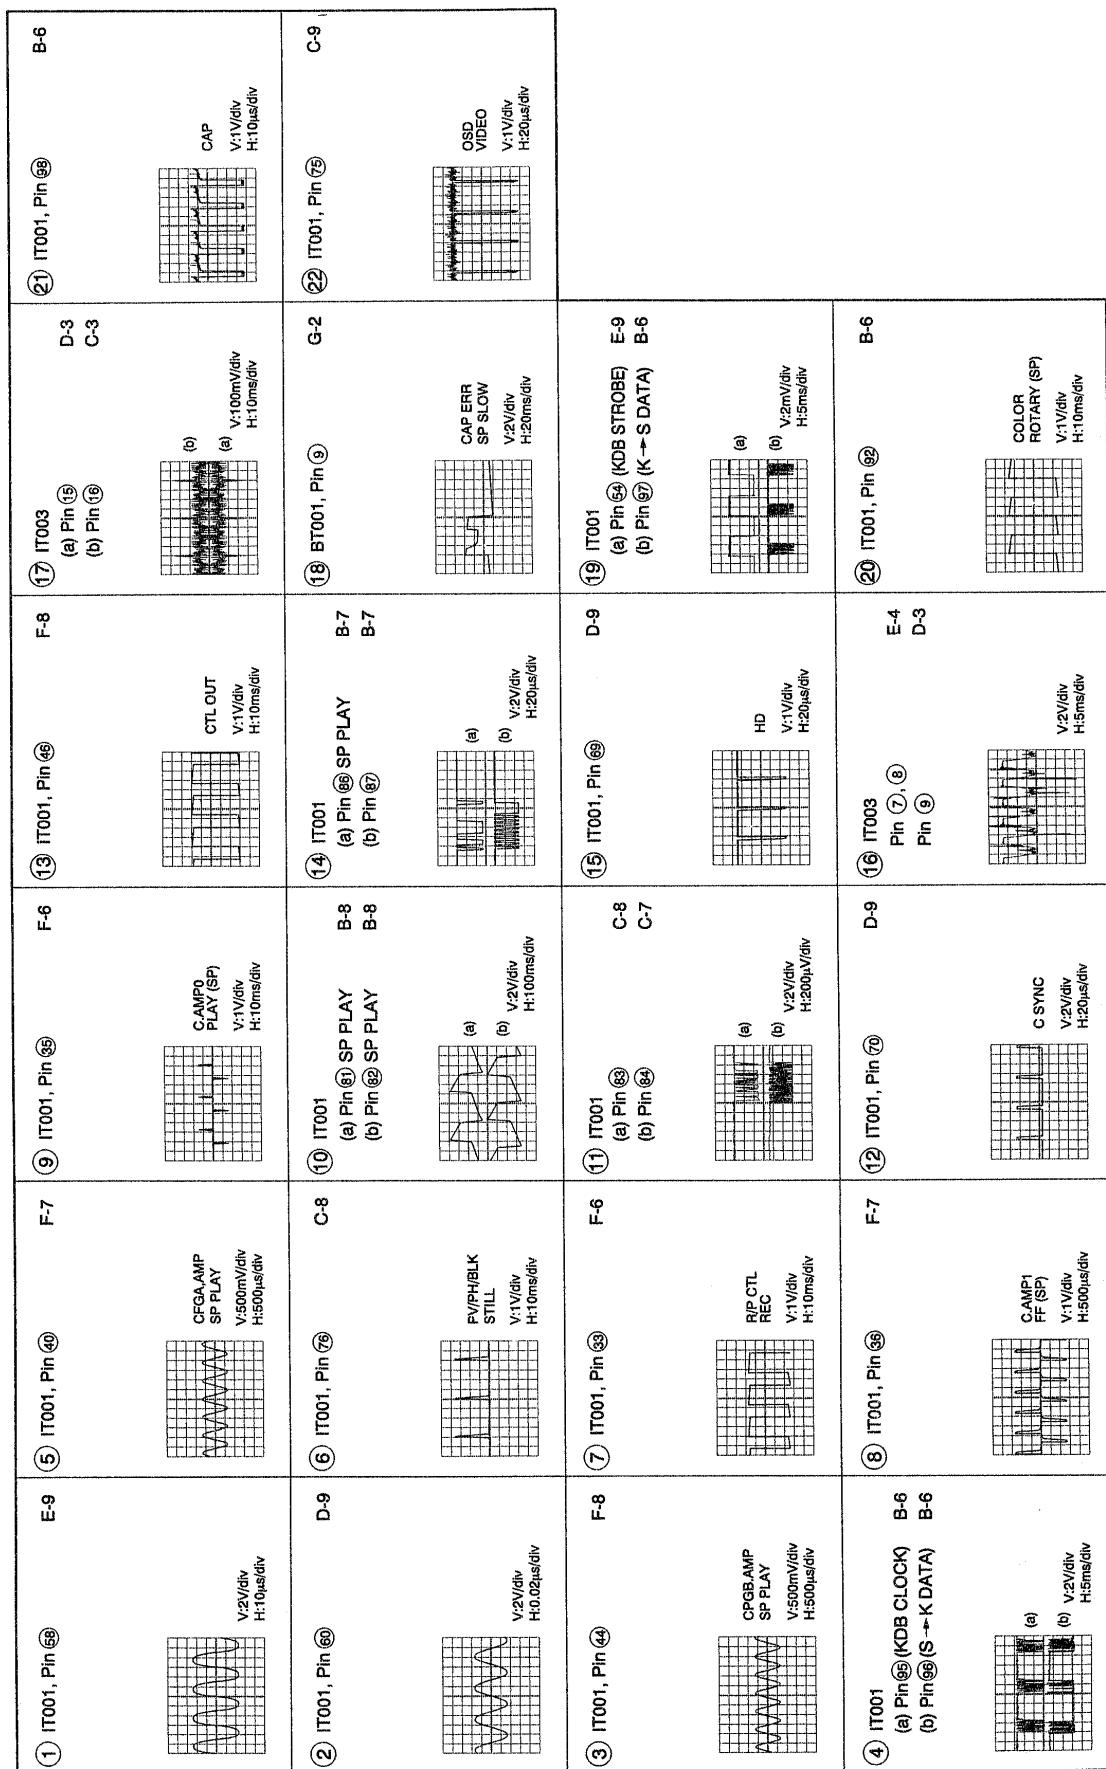 ① IT001, Pin 58 E-9
V:2V/div
H:10µs/div
② IT001, Pin 60 D-9
V:2V/div
H:0.02µs/div
③ IT001, Pin 44 F-8
CPGB.AMP
SP PLAY
V:500mV/div
H:500µs/div
④ IT001
(a) Pin 95 (KDB CLOCK) B-6
(b) Pin 96 (S→K DATA) B-6
(a)
(b)
V:2V/div
H:5ms/div
⑤ IT001, Pin 40 F-7
CFGA,AMP
SP PLAY
V:500mV/div
H:500µs/div
⑥ IT001, Pin 76 C-8
PV/PH/BLK
STILL
V:1V/div
H:10ms/div
⑦ IT001, Pin 33 F-6
R/P CTL
REC
V:1V/div
H:10ms/div
⑧ IT001, Pin 36 F-7
C.AMP1
FF (SP)
V:1V/div
H:500µs/div
⑨ IT001, Pin 35 F-6
C.AMP0
PLAY (SP)
V:1V/div
H:10ms/div
⑩ IT001
(a) Pin 81 SP PLAY B-8
(b) Pin 82 SP PLAY B-8
(a)
(b)
V:2V/div
H:100ms/div
⑪ IT001
(a) Pin 83 C-8
(b) Pin 84 C-7
(a)
(b)
V:2V/div
H:200µV/div
⑫ IT001, Pin 70 D-9
C SYNC
V:2V/div
H:20µs/div
⑬ IT001, Pin 46 F-8
CTL OUT
V:1V/div
H:10ms/div
⑭ IT001
(a) Pin 86 SP PLAY B-7
(b) Pin 87 B-7
(a)
(b)
V:2V/div
H:20µs/div
⑮ IT001, Pin 69 D-9
HD
V:1V/div
H:20µs/div
⑯ IT003
Pin ⑦, ⑧ E-4
Pin ⑨ D-3
V:2V/div
H:5ms/div
⑰ IT003
(a) Pin 15 D-3
(b) Pin 16 C-3
(b)
(a)
V:100mV/div
H:10ms/div
⑱ BT001, Pin ⑨ G-2
CAP ERR
SP SLOW
V:2V/div
H:20ms/div
⑲ IT001
(a) Pin 54 (KDB STROBE) E-9
(b) Pin 97 (K→S DATA) B-6
(a)
(b)
V:2mV/div
H:5ms/div
⑳ IT001, Pin 92 B-6
COLOR
ROTARY (SP)
V:1V/div
H:10ms/div
㉑ IT001, Pin 98 B-6
CAP
V:1V/div
H:10µs/div
㉒ IT001, Pin 75 C-9
OSD
VIDEO
V:1V/div
H:20µs/div